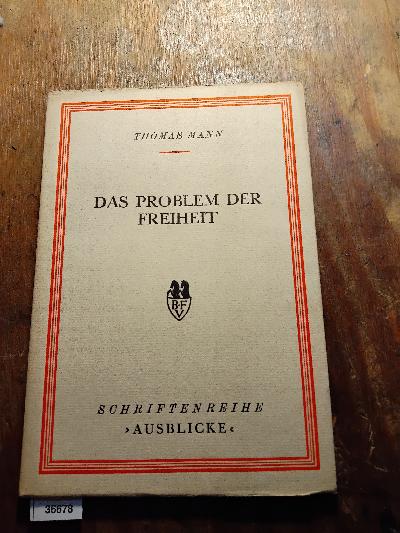 THOMAS MANN
DAS PROBLEM DER
FREIHEIT
B·F
V
SCHRIFTENREIHE
›AUSBLICKE‹
36678